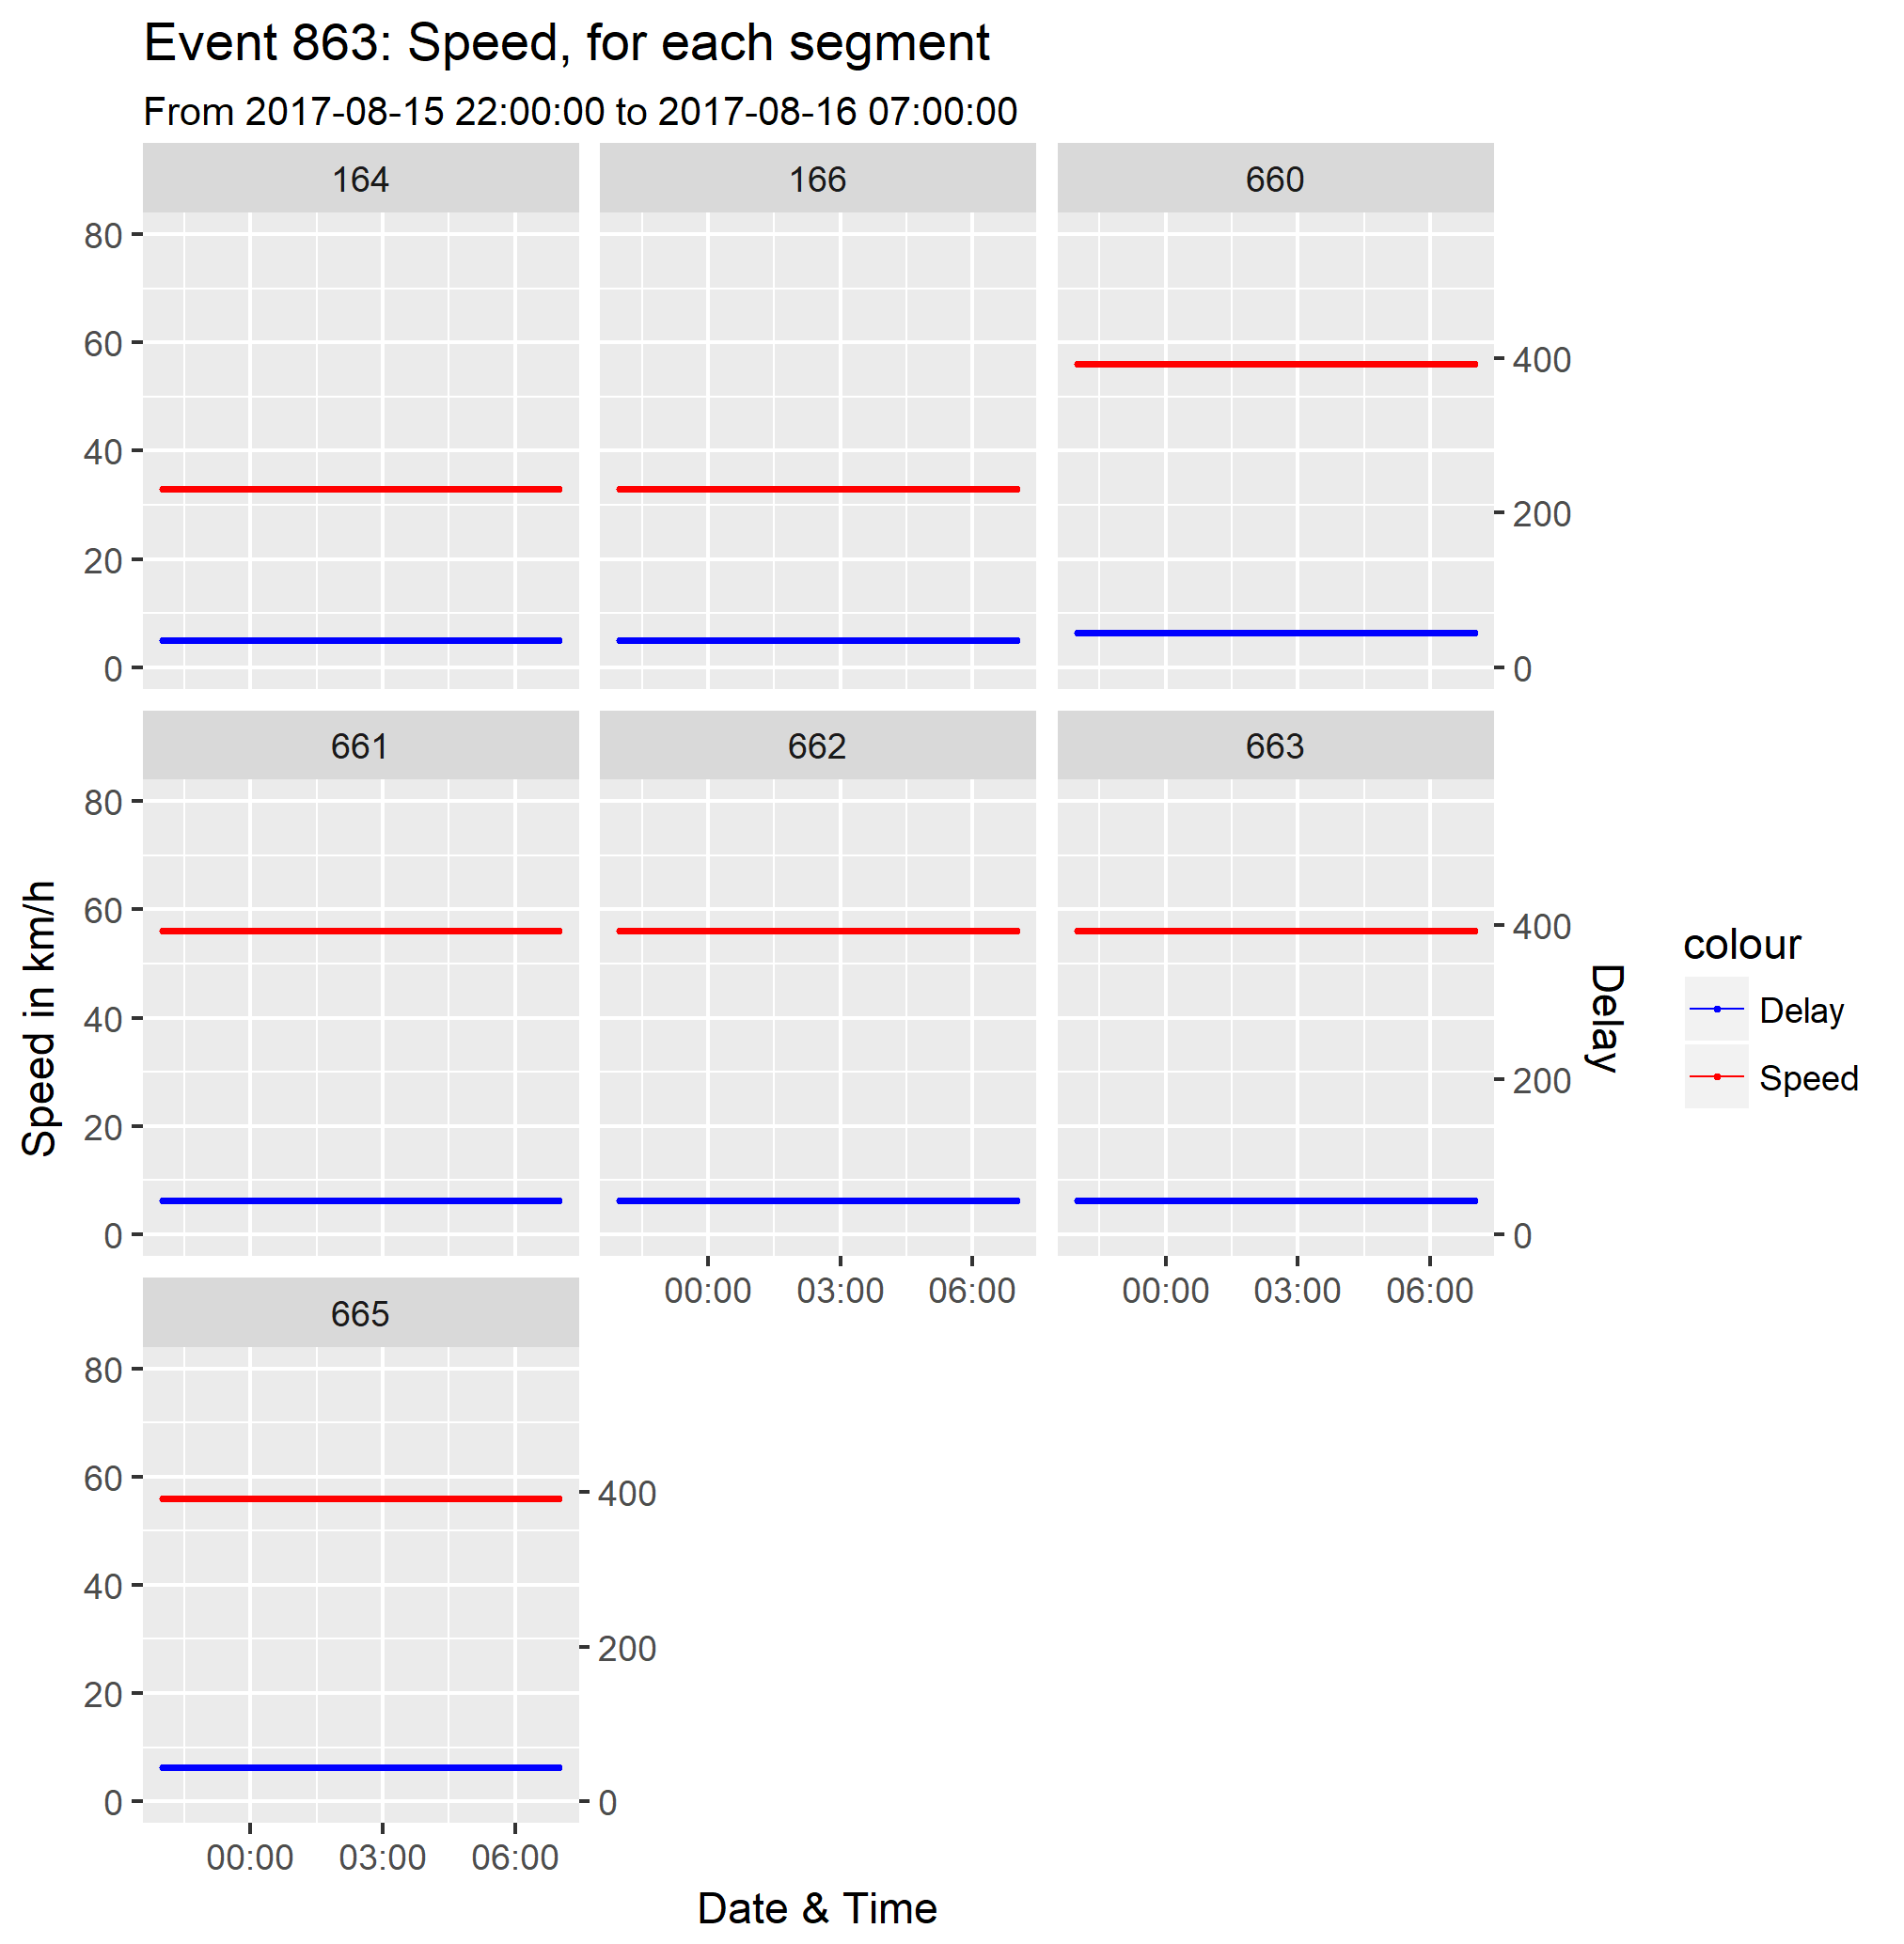 Event 863: Speed, for each segment
From 2017-08-15 22:00:00 to 2017-08-16 07:00:00
164 166 660
80
60
40
20
0
400
200
0
661 662 663
80
60
40
20
0
400
200
0
00:00 03:00 06:00 00:00 03:00 06:00
665
80
60
40
20
0
400
200
0
00:00 03:00 06:00
Date & Time
Speed in km/h
Delay
colour
Delay
Speed